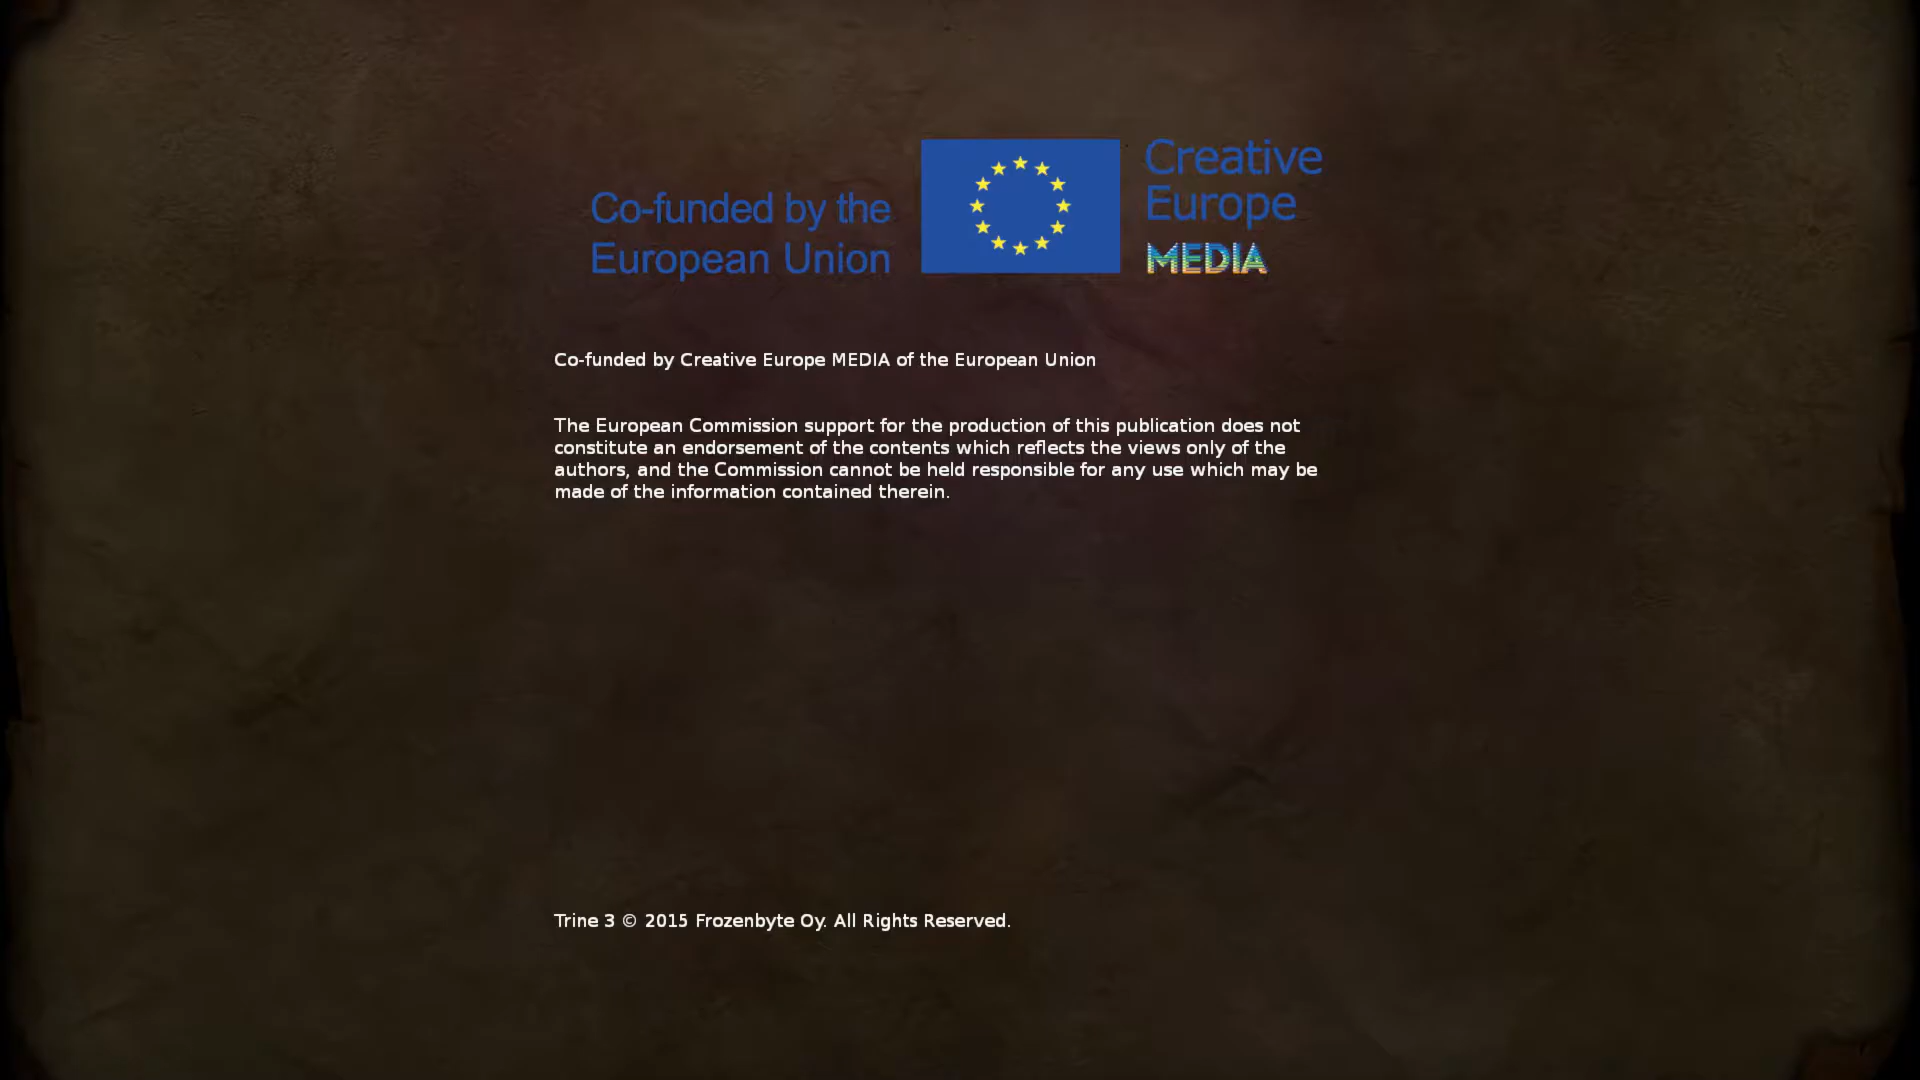 Co-funded by the
European Union
Creative
Europe
MEDIA
Co-funded by Creative Europe MEDIA of the European Union
The European Commission support for the production of this publication does not
constitute an endorsement of the contents which reflects the views only of the
authors, and the Commission cannot be held responsible for any use which may be
made of the information contained therein.
Trine 3 © 2015 Frozenbyte Oy. All Rights Reserved.